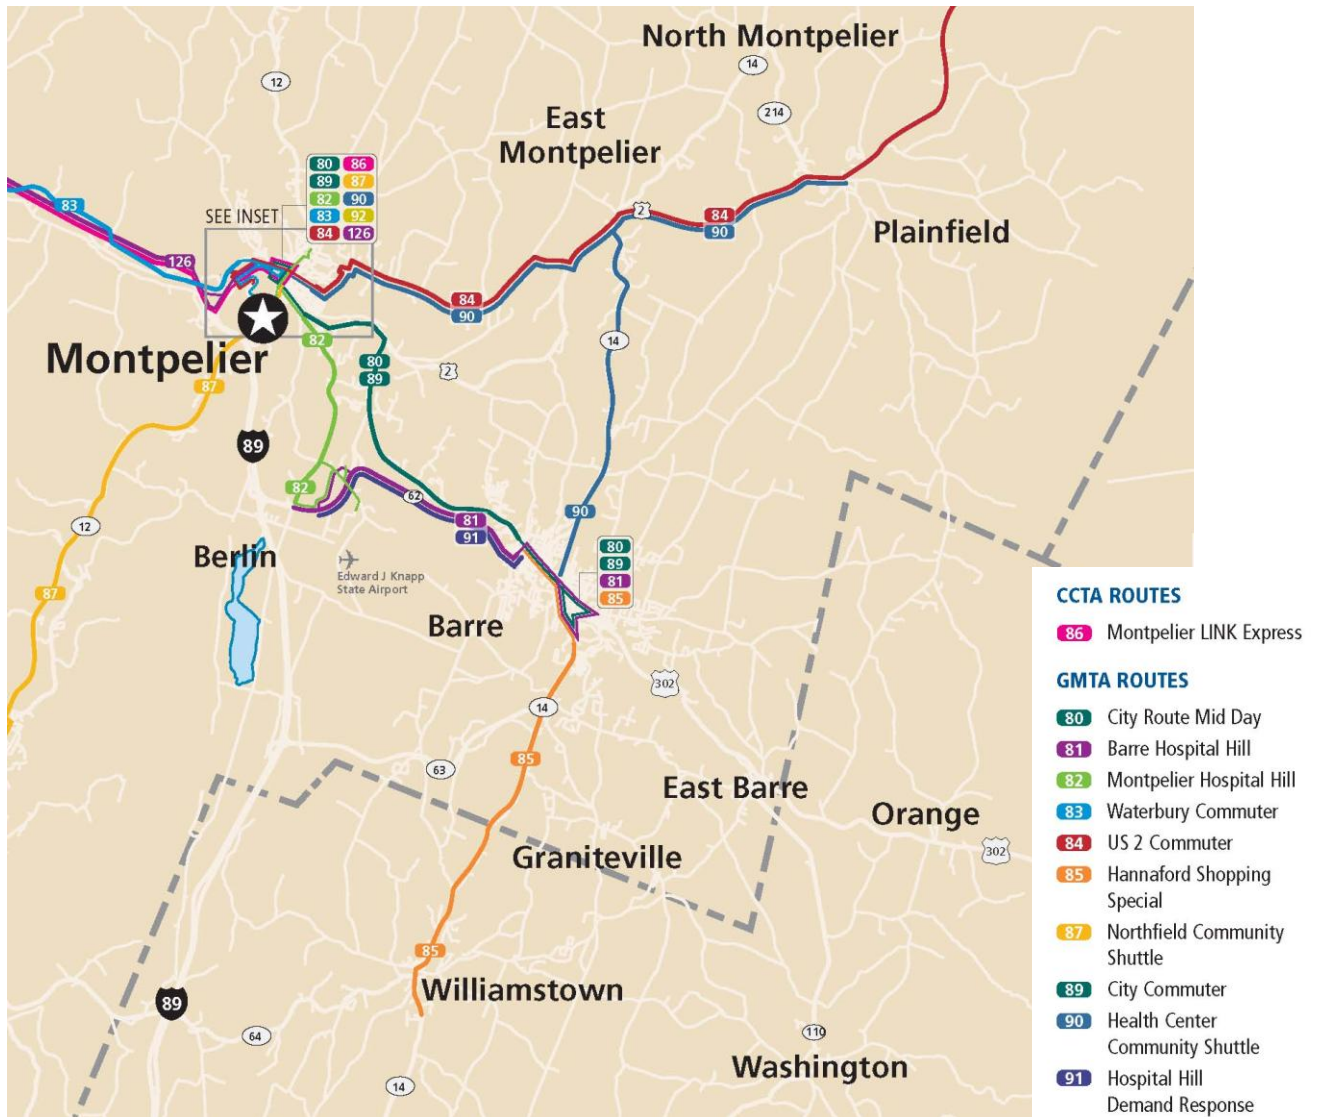 North Montpelier
14
12
214
East
Montpelier
80 86
89 87
82 90
83 92
84 126
83
SEE INSET
2
84
90
Plainfield
126
84
90
82
14
Montpelier
80
89
2
87
89
82
62
90
81
91
12
Berlin
80
89
81
85
Edward J Knapp
State Airport
87
Barre
302
14
85
63
East Barre
Orange
302
Graniteville
85
Williamstown
89
64
110
Washington
14
CCTA ROUTES
86 Montpelier LINK Express
GMTA ROUTES
80 City Route Mid Day
81 Barre Hospital Hill
82 Montpelier Hospital Hill
83 Waterbury Commuter
84 US 2 Commuter
85 Hannaford Shopping
Special
87 Northfield Community
Shuttle
89 City Commuter
90 Health Center
Community Shuttle
91 Hospital Hill
Demand Response